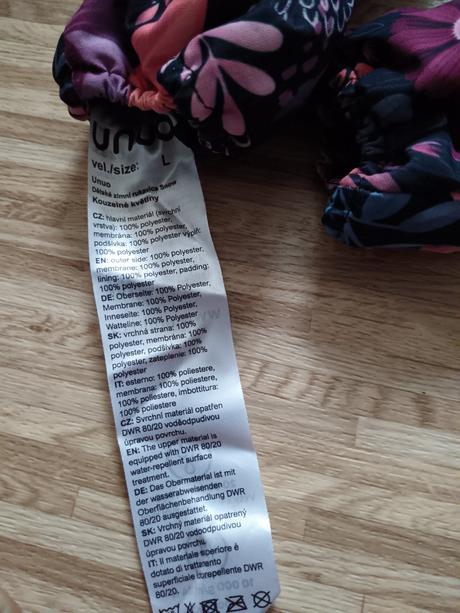 unuo
vel./size: L
Unuo
Dětské zimní rukavice Snow
Kouzelné květiny
CZ: hlavní materiál (svrchní
vrstva): 100% polyester,
membrána: 100% polyester,
podšívka: 100% polyester výplň:
100% polyester
EN: outer side: 100% polyester,
membrane: 100% polyester,
lining: 100% polyester, padding:
100% polyester
DE: Oberseite: 100% Polyester,
Membrane: 100% Polyester,
Inneseite: 100% Polyester,
Watteline: 100% Polyester
SK: vrchná strana: 100%
polyester, membrána: 100%
polyester, podšívka: 100%
polyester, zateplenie: 100%
polyester
IT: esterno: 100% poliestere,
membrana: 100% poliestere,
100% poliestere, imbottitura:
100% poliestere
CZ: Svrchní materiál opatřen
DWR 80/20 voděodpudivou
úpravou povrchu.
EN: The upper material is
equipped with DWR 80/20
water-repellent surface
treatment.
DE: Das Obermaterial ist mit
der wasserabweisenden
Oberflächenbehandlung DWR
80/20 ausgestattet.
SK: Vrchný materiál opatrený
DWR 80/20 vodoodpudivou
úpravou povrchu.
IT: Il materiale superiore è
dotato di trattamento
superficiale idrorepellente DWR
80/20.